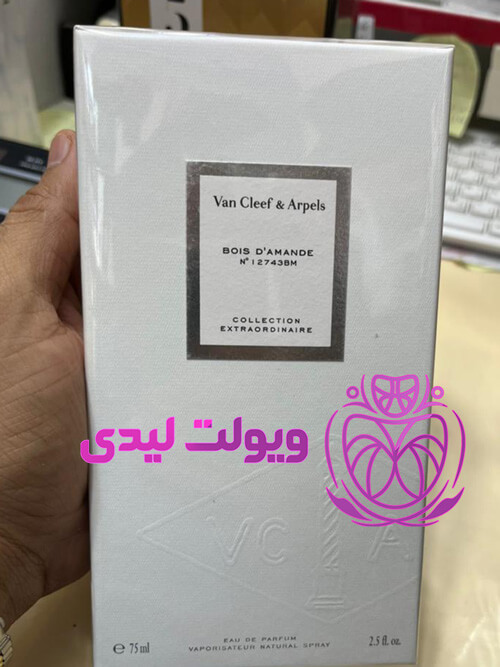 Van Cleef & Arpels
BOIS D'AMANDE
N° 12743BM
COLLECTION
EXTRAORDINAIRE
ویولت لیدی
VC A
EAU DE PARFUM
e 75 ml VAPORISATEUR NATURAL SPRAY 2.5 fl. oz.